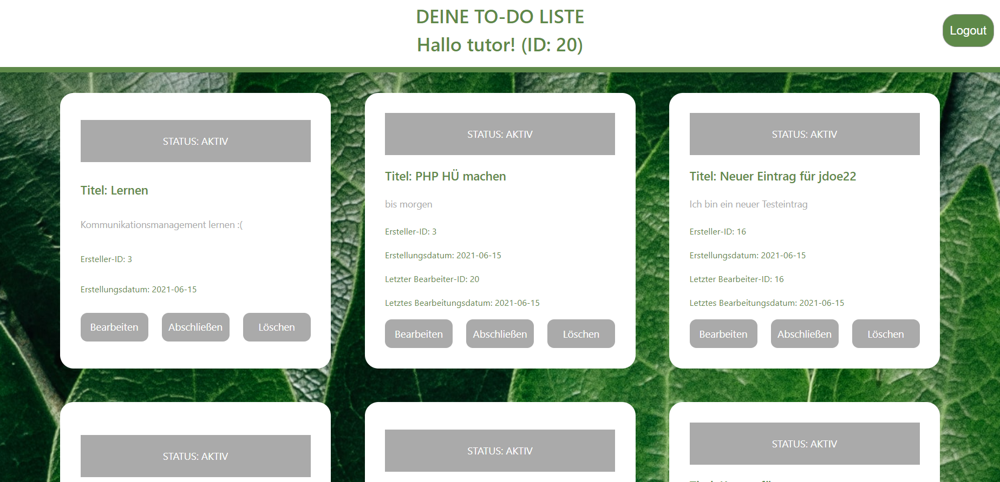 DEINE TO-DO LISTE
Hallo tutor! (ID: 20)
Logout
STATUS: AKTIV
Titel: Lernen
Kommunikationsmanagement lernen :(
Ersteller-ID: 3
Erstellungsdatum: 2021-06-15
Bearbeiten Abschließen Löschen
STATUS: AKTIV
Titel: PHP HÜ machen
bis morgen
Ersteller-ID: 3
Erstellungsdatum: 2021-06-15
Letzter Bearbeiter-ID: 20
Letztes Bearbeitungsdatum: 2021-06-15
Bearbeiten Abschließen Löschen
STATUS: AKTIV
Titel: Neuer Eintrag für jdoe22
Ich bin ein neuer Testeintrag
Ersteller-ID: 16
Erstellungsdatum: 2021-06-15
Letzter Bearbeiter-ID: 16
Letztes Bearbeitungsdatum: 2021-06-15
Bearbeiten Abschließen Löschen
STATUS: AKTIV
STATUS: AKTIV
STATUS: AKTIV